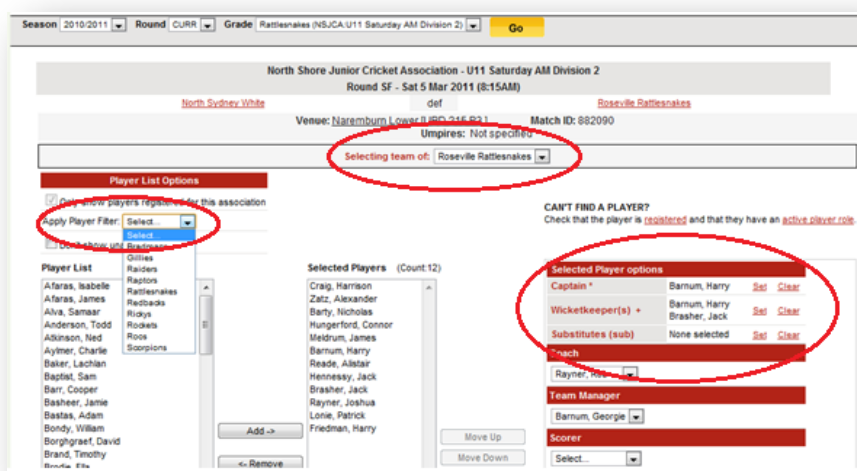 Season 2010/2011 Round CURR Grade Rattlesnakes (NSJCA:U11 Saturday AM Division 2) Go
North Shore Junior Cricket Association - U11 Saturday AM Division 2
Round SF - Sat 5 Mar 2011 (8:15AM)
North Sydney White def Roseville Rattlesnakes
Venue: Naremburn Lower [UBD 215 B3 ] Match ID: 882090
Umpires: Not specified
Selecting team of: Roseville Rattlesnakes
Player List Options
Only show players registered for this association
Apply Player Filter: Select...
Select...
Don't show
Bradmans
Gillies
Raiders
Raptors
Rattlesnakes
Redbacks
Rickys
Rockets
Roos
Scorpions
CAN'T FIND A PLAYER?
Check that the player is registered and that they have an active player role.
Player List
Afaras, Isabelle
Afaras, James
Alva, Samaar
Anderson, Todd
Atkinson, Ned
Aylmer, Charlie
Baker, Lachlan
Baptist, Sam
Barr, Cooper
Basheer, Jamie
Bastas, Adam
Bondy, William
Borghgraef, David
Brand, Timothy
Brodie, Ella
Add ->
<- Remove
Selected Players (Count:12)
Craig, Harrison
Zatz, Alexander
Barty, Nicholas
Hungerford, Connor
Meldrum, James
Barnum, Harry
Reade, Alistair
Hennessy, Jack
Brasher, Jack
Rayner, Joshua
Lonie, Patrick
Friedman, Harry
Move Up
Move Down
Selected Player options
Captain * Barnum, Harry Set Clear
Wicketkeeper(s) + Barnum, Harry Set Clear
Brasher, Jack
Substitutes (sub) None selected Set Clear
Coach
Rayner,
Team Manager
Barnum, Georgie
Scorer
Select...